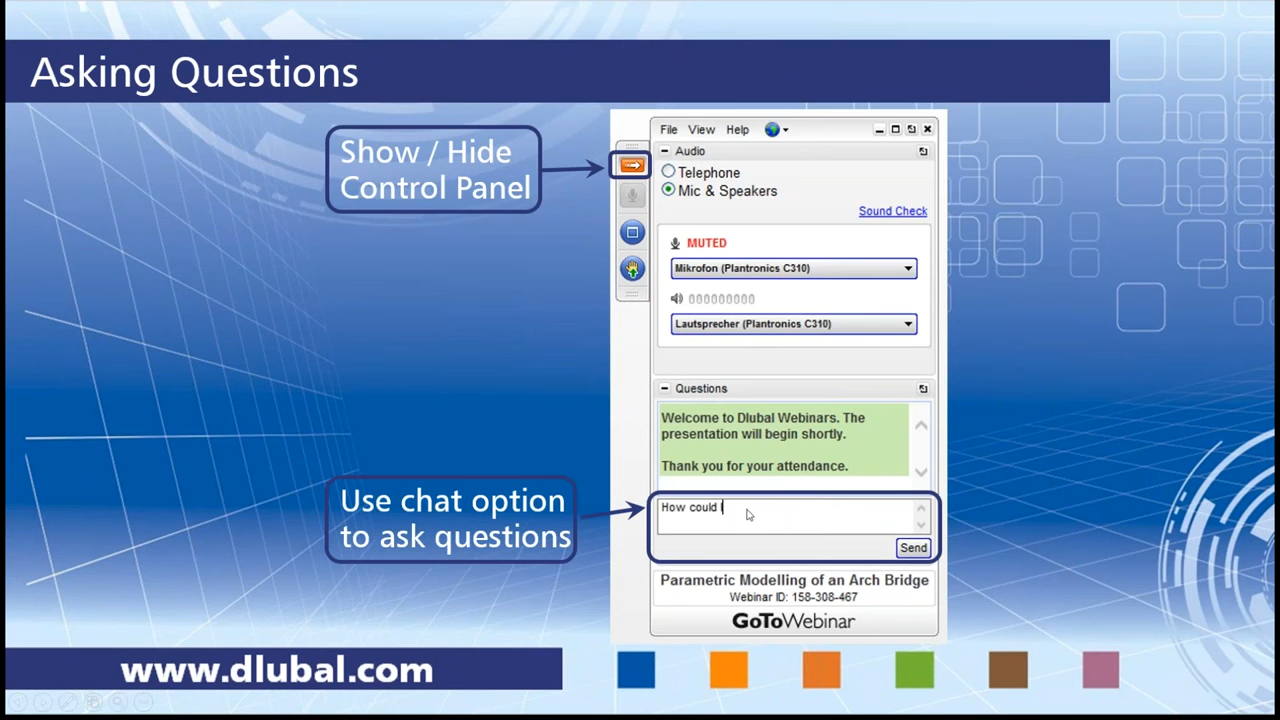 Asking Questions
Show / Hide
Control Panel
File View Help
Audio
Telephone
Mic & Speakers
Sound Check
MUTED
Mikrofon (Plantronics C310)
000000000
Lautsprecher (Plantronics C310)
Questions
Welcome to Dlubal Webinars. The
presentation will begin shortly.
Thank you for your attendance.
Use chat option
to ask questions
How could I
Send
Parametric Modelling of an Arch Bridge
Webinar ID: 158-308-467
GoToWebinar
www.dlubal.com